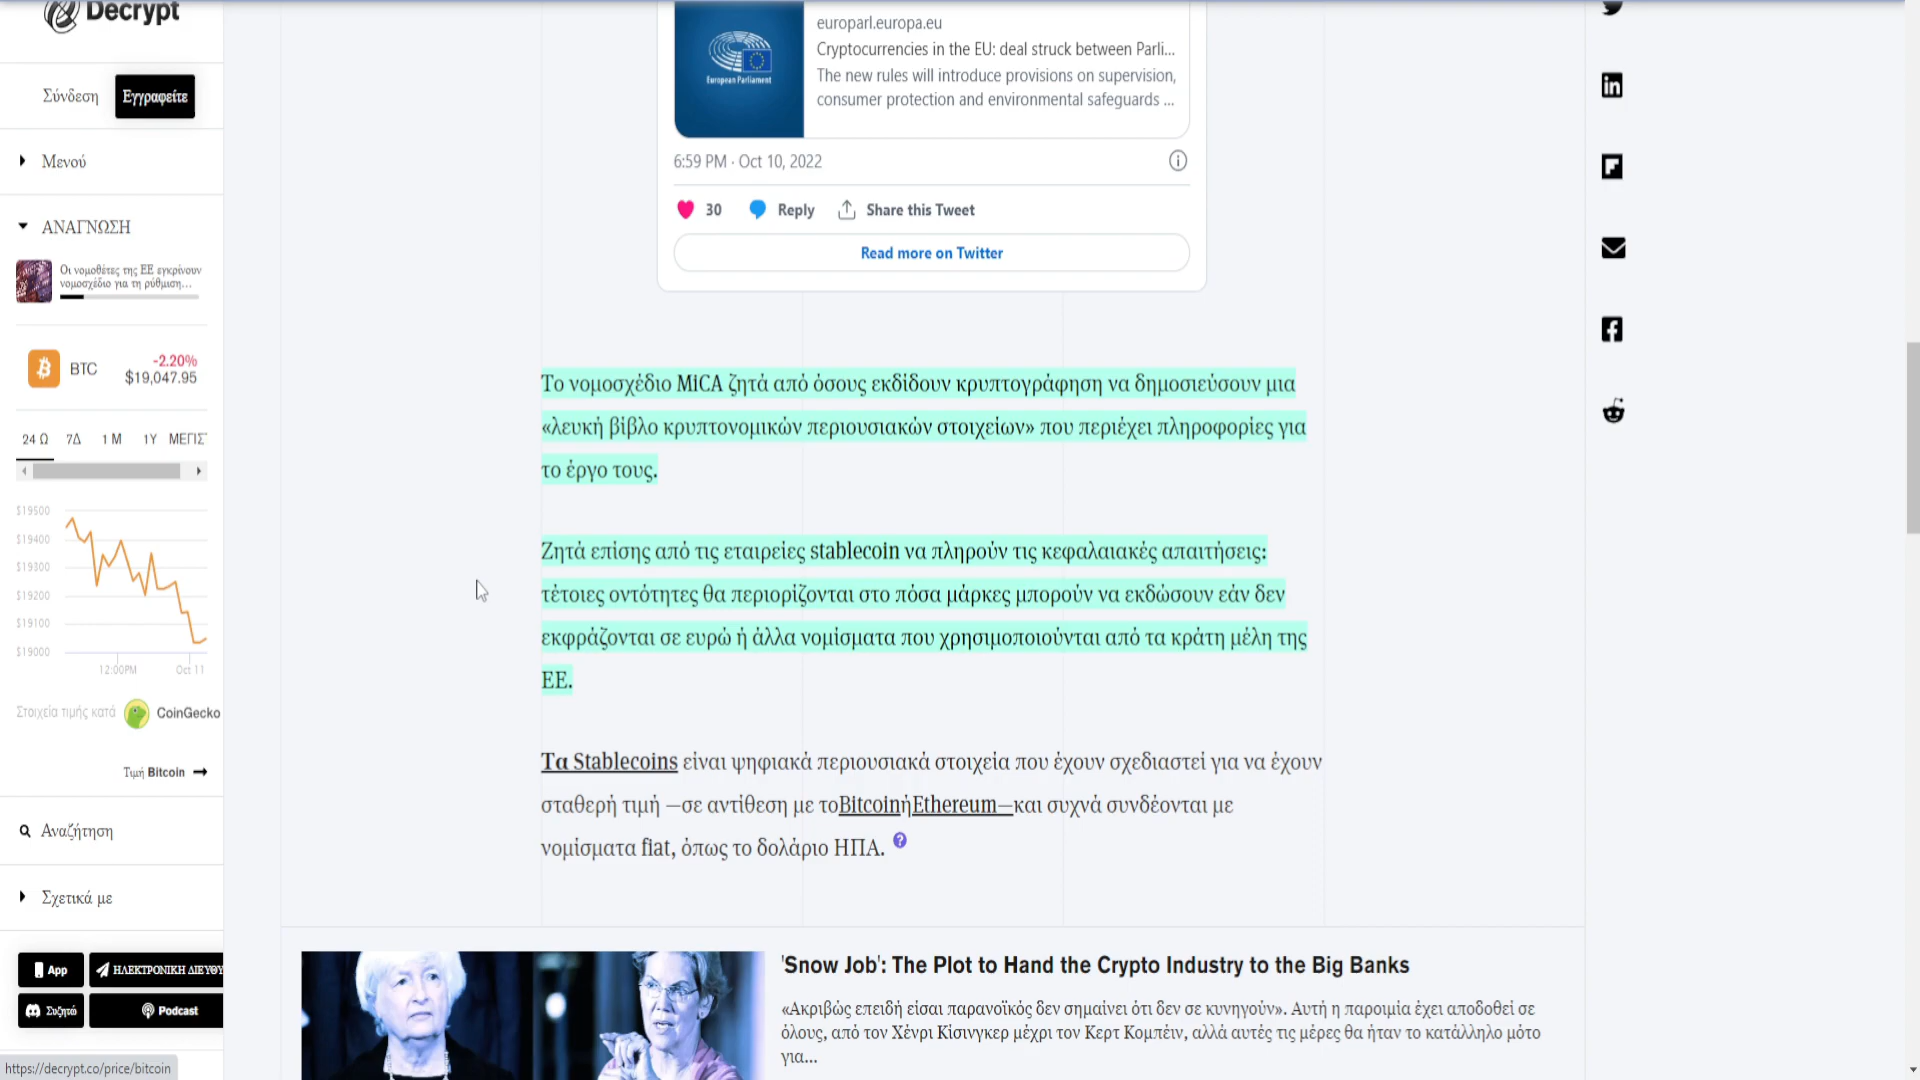 Decrypt
Σύνδεση
Εγγραφείτε
Μενού
ΑΝΑΓΝΩΣΗ
Οι νομοθέτες της ΕΕ εγκρίνουν
νομοσχέδιο για τη ρύθμιση...
BTC
-2.20%
$19,047.95
24 Ω 7Δ 1 M 1Y ΜΕΓΙΣΤ
$19500
$19400
$19300
$19200
$19100
$19000
12:00PM Oct 11
Στοιχεία τιμής κατά CoinGecko
Τιμή Bitcoin
Αναζήτηση
Σχετικά με
App
ΗΛΕΚΤΡΟΝΙΚΗ ΔΙΕΥΘΥ
Συζητώ
Podcast
https://decrypt.co/price/bitcoin
europarl.europa.eu
Cryptocurrencies in the EU: deal struck between Parli...
The new rules will introduce provisions on supervision,
consumer protection and environmental safeguards ...
European Parliament
6:59 PM · Oct 10, 2022
30 Reply Share this Tweet
Read more on Twitter
Το νομοσχέδιο MiCA ζητά από όσους εκδίδουν κρυπτογράφηση να δημοσιεύσουν μια
«λευκή βίβλο κρυπτονομικών περιουσιακών στοιχείων» που περιέχει πληροφορίες για
το έργο τους.
Ζητά επίσης από τις εταιρείες stablecoin να πληρούν τις κεφαλαιακές απαιτήσεις:
τέτοιες οντότητες θα περιορίζονται στο πόσα μάρκες μπορούν να εκδώσουν εάν δεν
εκφράζονται σε ευρώ ή άλλα νομίσματα που χρησιμοποιούνται από τα κράτη μέλη της
ΕΕ.
Τα Stablecoins είναι ψηφιακά περιουσιακά στοιχεία που έχουν σχεδιαστεί για να έχουν
σταθερή τιμή —σε αντίθεση με τοBitcoinήEthereum—και συχνά συνδέονται με
νομίσματα fiat, όπως το δολάριο ΗΠΑ. ?
'Snow Job': The Plot to Hand the Crypto Industry to the Big Banks
«Ακριβώς επειδή είσαι παρανοϊκός δεν σημαίνει ότι δεν σε κυνηγούν». Αυτή η παροιμία έχει αποδοθεί σε
όλους, από τον Χένρι Κίσινγκερ μέχρι τον Κερτ Κομπέιν, αλλά αυτές τις μέρες θα ήταν το κατάλληλο μότο
για...